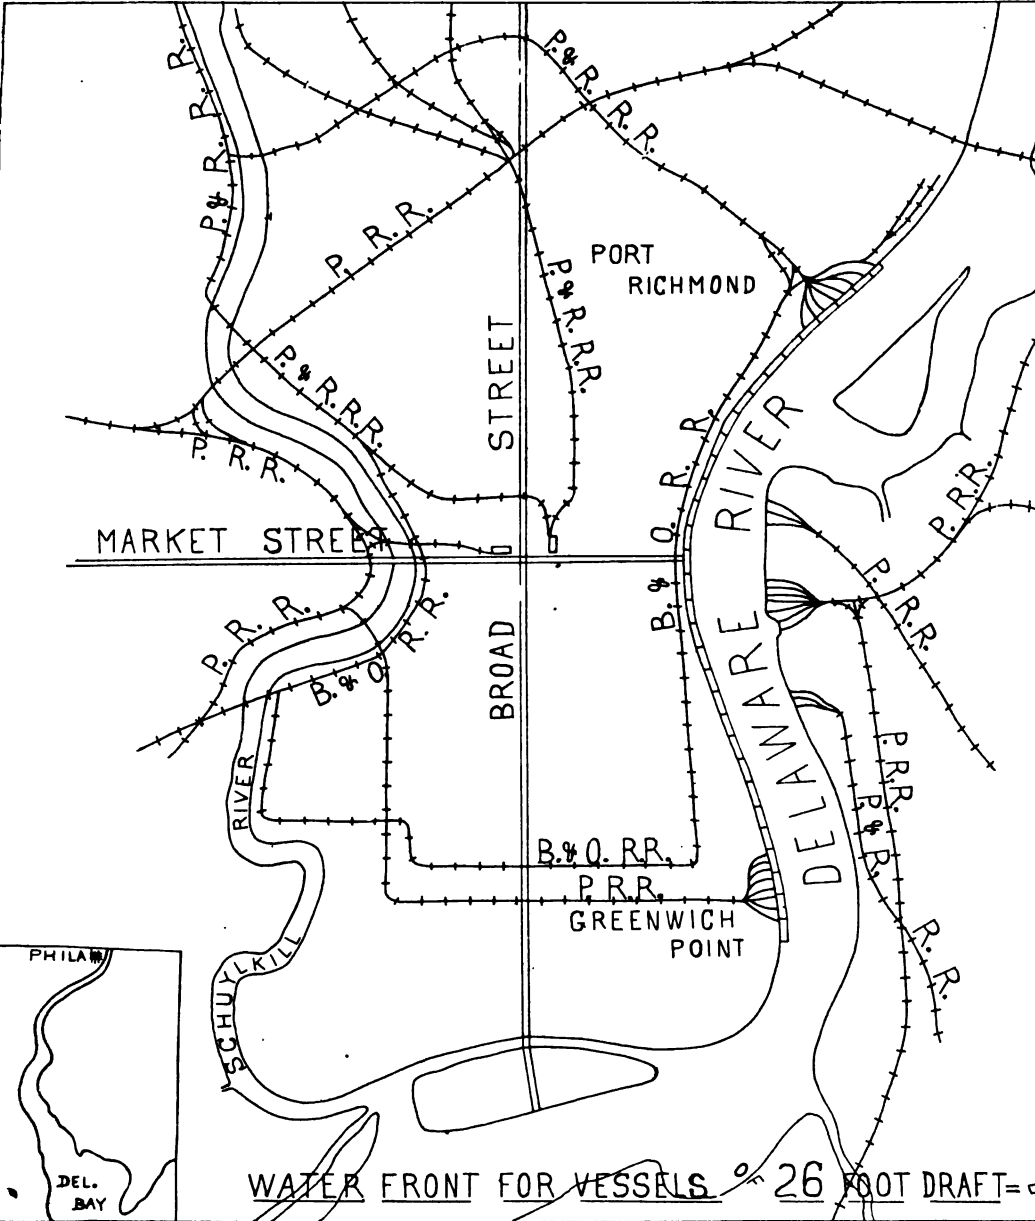 P. & R. R. R.
P. & R. R. R.
P. R. R.
P. & R. R. R.
PORT
RICHMOND
P. & R. R. R.
STREET
P. R. R.
MARKET STREET
B. & O. R. R.
DELAWARE RIVER
P. R. R.
P. R. R.
P. R. R.
B. & O. R. R.
BROAD
P. R. R.
P. & R. R. R.
B. & O. R.R.
P. R. R.
GREENWICH
POINT
SCHUYLKILL RIVER
PHILA
DEL.
BAY
WATER FRONT FOR VESSELS OF 26 FOOT DRAFT=